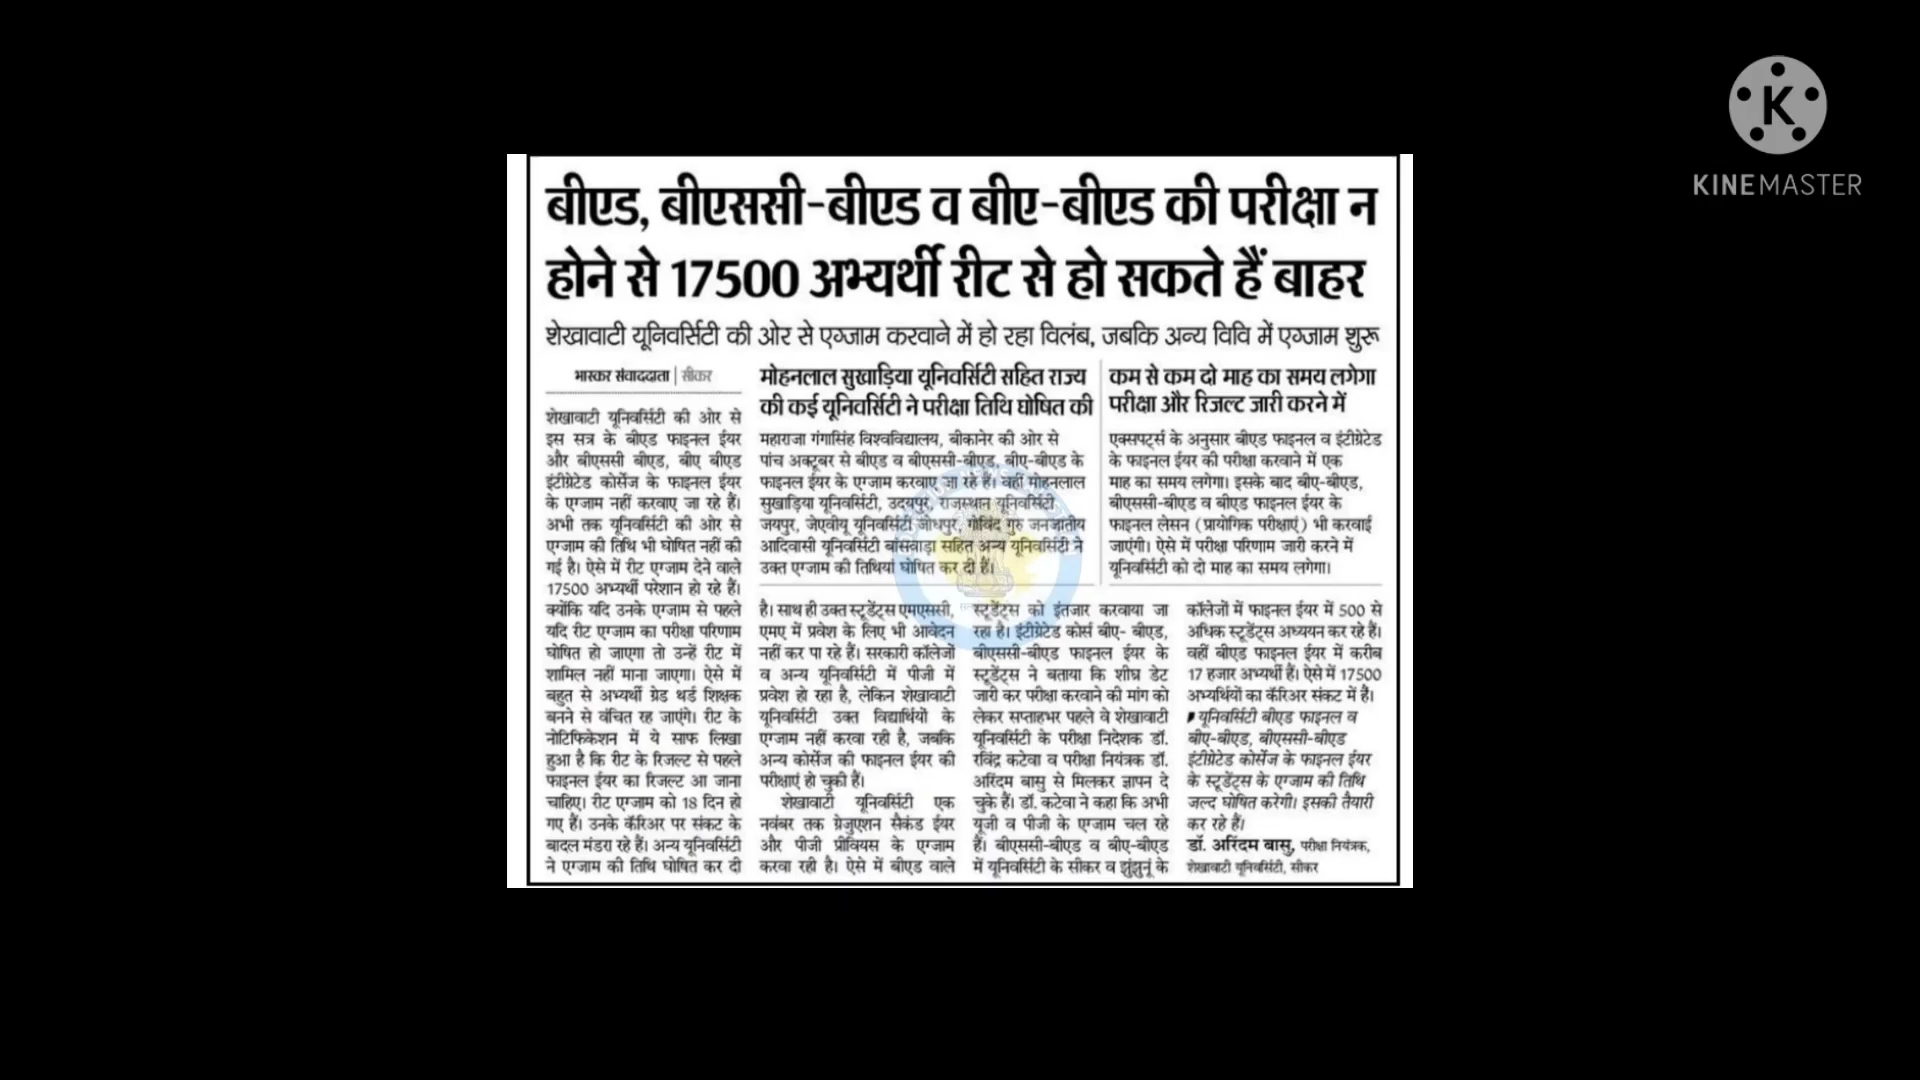 बीएड, बीएससी-बीएड व बीए-बीएड की परीक्षा न
होने से 17500 अभ्यर्थी रीट से हो सकते हैं बाहर
शेखावाटी यूनिवर्सिटी की ओर से एग्जाम करवाने में हो रहा विलंब, जबकि अन्य विवि में एग्जाम शुरू
भास्कर संवाददाता | सीकर
शेखावाटी यूनिवर्सिटी की ओर से
इस सत्र के बीएड फाइनल ईयर
और बीएससी बीएड, बीए बीएड
इंटीग्रेटेड कोर्सेज के फाइनल ईयर
के एग्जाम नहीं करवाए जा रहे हैं।
अभी तक यूनिवर्सिटी की ओर से
एग्जाम की तिथि भी घोषित नहीं की
गई है। ऐसे में रीट एग्जाम देने वाले
17500 अभ्यर्थी परेशान हो रहे हैं।
क्योंकि यदि उनके एग्जाम से पहले
यदि रीट एग्जाम का परीक्षा परिणाम
घोषित हो जाएगा तो उन्हें रीट में
शामिल नहीं माना जाएगा। ऐसे में
बहुत से अभ्यर्थी ग्रेड थर्ड शिक्षक
बनने से वंचित रह जाएंगे। रीट के
नोटिफिकेशन में ये साफ लिखा
हुआ है कि रीट के रिजल्ट से पहले
फाइनल ईयर का रिजल्ट आ जाना
चाहिए। रीट एग्जाम को 18 दिन हो
गए हैं। उनके कॅरिअर पर संकट के
बादल मंडरा रहे हैं। अन्य यूनिवर्सिटी
ने एग्जाम की तिथि घोषित कर दी
मोहनलाल सुखाड़िया यूनिवर्सिटी सहित राज्य
की कई यूनिवर्सिटी ने परीक्षा तिथि घोषित की
महाराजा गंगासिंह विश्वविद्यालय, बीकानेर की ओर से
पांच अक्टूबर से बीएड व बीएससी-बीएड, बीए-बीएड के
फाइनल ईयर के एग्जाम करवाए जा रहे हैं। वहीं मोहनलाल
सुखाड़िया यूनिवर्सिटी, उदयपुर, राजस्थान यूनिवर्सिटी
जयपुर, जेएवीयू यूनिवर्सिटी जोधपुर, गोविंद गुरु जनजातीय
आदिवासी यूनिवर्सिटी बांसवाड़ा सहित अन्य यूनिवर्सिटी ने
उक्त एग्जाम की तिथियां घोषित कर दी हैं।
कम से कम दो माह का समय लगेगा
परीक्षा और रिजल्ट जारी करने में
एक्सपर्ट्स के अनुसार बीएड फाइनल व इंटीग्रेटेड
के फाइनल ईयर की परीक्षा करवाने में एक
माह का समय लगेगा। इसके बाद बीए-बीएड,
बीएससी-बीएड व बीएड फाइनल ईयर के
फाइनल लेसन (प्रायोगिक परीक्षाएं) भी करवाई
जाएंगी। ऐसे में परीक्षा परिणाम जारी करने में
यूनिवर्सिटी को दो माह का समय लगेगा।
है। साथ ही उक्त स्टूडेंट्स एमएससी,
एमए में प्रवेश के लिए भी आवेदन
नहीं कर पा रहे हैं। सरकारी कॉलेजों
व अन्य यूनिवर्सिटी में पीजी में
प्रवेश हो रहा है, लेकिन शेखावाटी
यूनिवर्सिटी उक्त विद्यार्थियों के
एग्जाम नहीं करवा रही है, जबकि
अन्य कोर्सेज की फाइनल ईयर की
परीक्षाएं हो चुकी हैं।
शेखावाटी यूनिवर्सिटी एक
नवंबर तक ग्रेजुएशन सैकंड ईयर
और पीजी प्रीवियस के एग्जाम
करवा रही है। ऐसे में बीएड वाले
स्टूडेंट्स को इंतजार करवाया जा
रहा है। इंटीग्रेटेड कोर्स बीए- बीएड,
बीएससी-बीएड फाइनल ईयर के
स्टूडेंट्स ने बताया कि शीघ्र डेट
जारी कर परीक्षा करवाने की मांग को
लेकर सप्ताहभर पहले वे शेखावाटी
यूनिवर्सिटी के परीक्षा निदेशक डॉ.
रविंद्र कटेवा व परीक्षा नियंत्रक डॉ.
अरिंदम बासु से मिलकर ज्ञापन दे
चुके हैं। डॉ. कटेवा ने कहा कि अभी
यूजी व पीजी के एग्जाम चल रहे
हैं। बीएससी-बीएड व बीए-बीएड
में यूनिवर्सिटी के सीकर व झुंझुनूं के
कॉलेजों में फाइनल ईयर में 500 से
अधिक स्टूडेंट्स अध्ययन कर रहे हैं।
वहीं बीएड फाइनल ईयर में करीब
17 हजार अभ्यर्थी हैं। ऐसे में 17500
अभ्यर्थियों का कॅरिअर संकट में है।
यूनिवर्सिटी बीएड फाइनल व
बीए-बीएड, बीएससी-बीएड
इंटीग्रेटेड कोर्सेज के फाइनल ईयर
के स्टूडेंट्स के एग्जाम की तिथि
जल्द घोषित करेगी। इसकी तैयारी
कर रहे हैं।
डॉ. अरिंदम बासु, परीक्षा नियंत्रक,
शेखावाटी यूनिवर्सिटी, सीकर
K
KINEMASTER